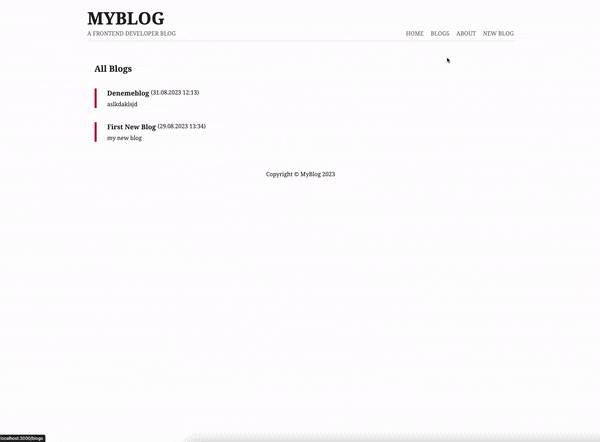 MYBLOG
A FRONTEND DEVELOPER BLOG
HOME BLOGS ABOUT NEW BLOG
All Blogs
Denemeblog (31.08.2023 12:13)
aslkdaklsjd
First New Blog (29.08.2023 13:34)
my new blog
Copyright © MyBlog 2023
localhost:3000/blogs